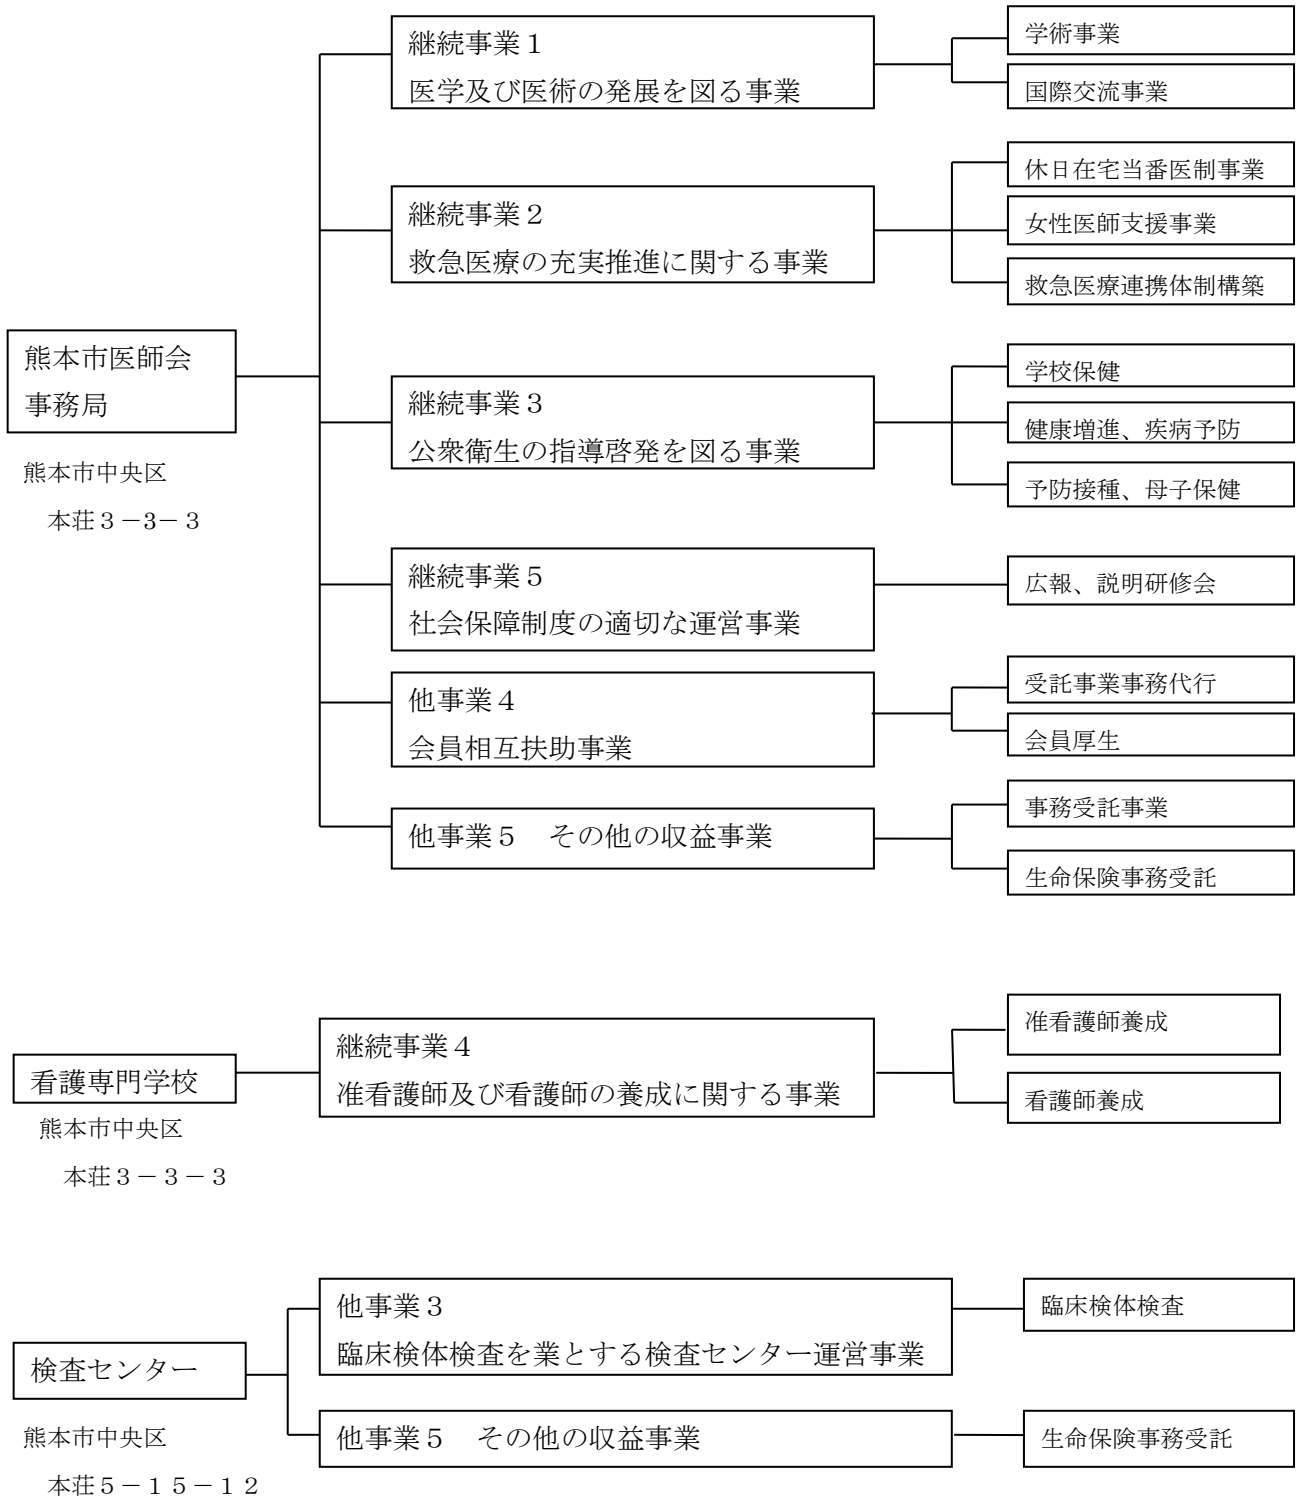 継続事業１
医学及び医術の発展を図る事業
学術事業
国際交流事業
継続事業２
救急医療の充実推進に関する事業
休日在宅当番医制事業
女性医師支援事業
救急医療連携体制構築
熊本市医師会
事務局
熊本市中央区
本荘３－3－３
継続事業３
公衆衛生の指導啓発を図る事業
学校保健
健康増進、疾病予防
予防接種、母子保健
継続事業５
社会保障制度の適切な運営事業
広報、説明研修会
他事業４
会員相互扶助事業
受託事業事務代行
会員厚生
他事業５　その他の収益事業
事務受託事業
生命保険事務受託
看護専門学校
熊本市中央区
本荘３－３－３
継続事業４
准看護師及び看護師の養成に関する事業
准看護師養成
看護師養成
検査センター
熊本市中央区
本荘５－１５－１２
他事業３
臨床検体検査を業とする検査センター運営事業
臨床検体検査
他事業５　その他の収益事業
生命保険事務受託